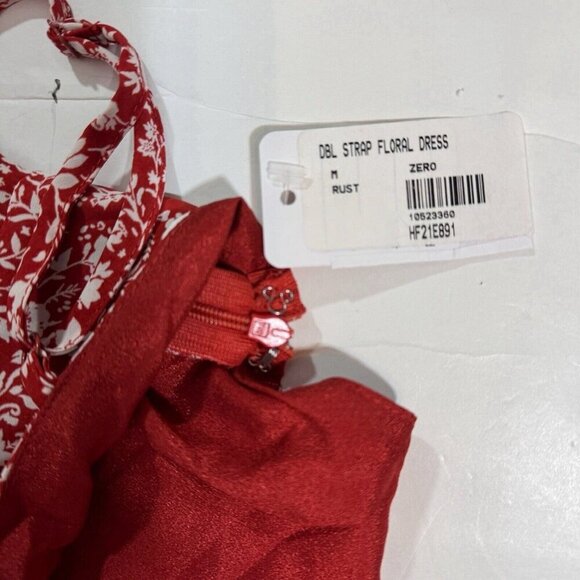 DBL STRAP FLORAL DRESS
M ZERO
RUST
10523360
HF21E891